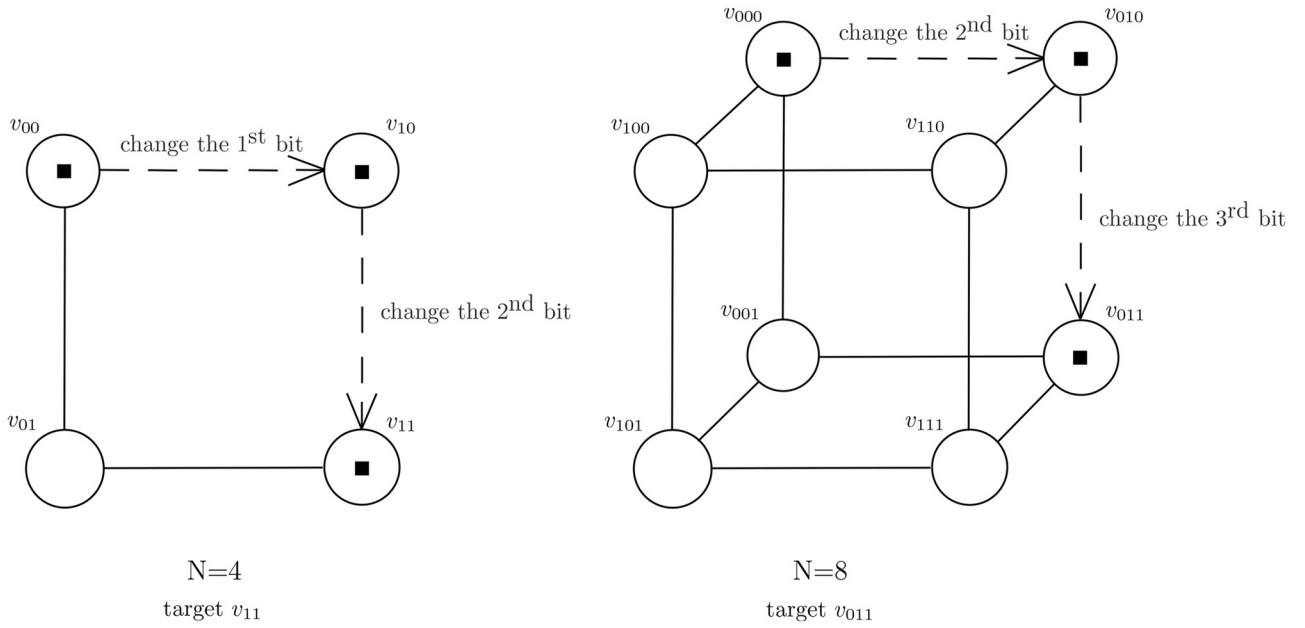 v00
change the 1st bit
v10
change the 2nd bit
v01
v11
N=4
target v11
v000
change the 2nd bit
v010
v100
v110
change the 3rd bit
v001
v011
v101
v111
N=8
target v011